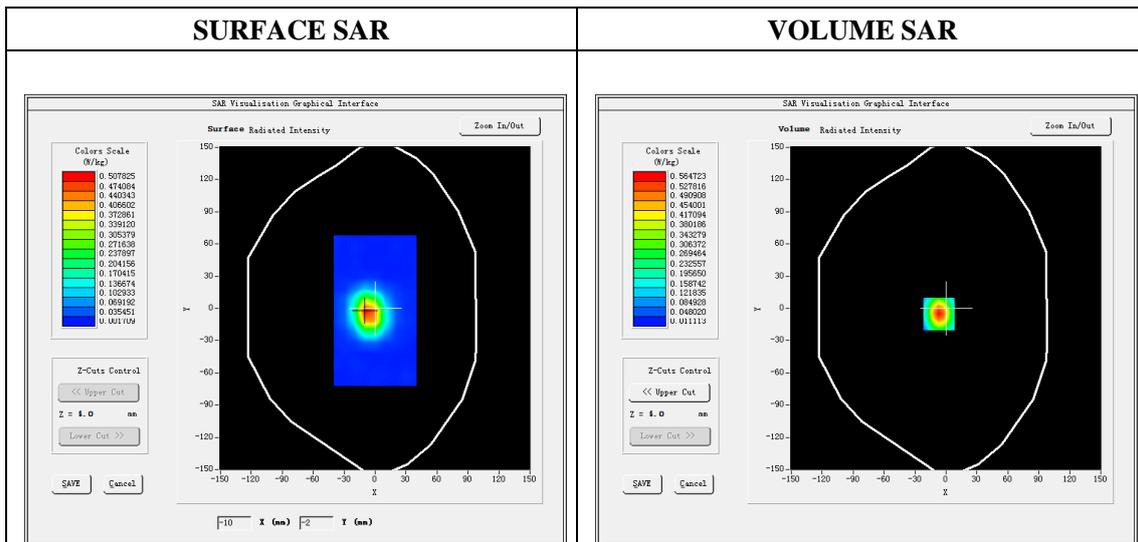 SURFACE SAR
VOLUME SAR
SAR Visualisation Graphical Interface
Surface Radiated Intensity
Zoom In/Out
Colors Scale
(W/kg)
0.507825
0.474084
0.440343
0.406602
0.372861
0.339120
0.305379
0.271638
0.237897
0.204156
0.170415
0.136674
0.102933
0.069192
0.035451
0.001709
150
120
90
60
30
0
-30
-60
-90
-120
-150
Y
-150 -120 -90 -60 -30 0 30 60 90 120 150
X
Z-Cuts Control
<< Upper Cut
Z = 4.0 mm
Lower Cut >>
SAVE
Cancel
-10 X (mm) -2 Y (mm)
SAR Visualisation Graphical Interface
Volume Radiated Intensity
Zoom In/Out
Colors Scale
(W/kg)
0.564723
0.527816
0.490908
0.454001
0.417094
0.380186
0.343279
0.306372
0.269464
0.232557
0.195650
0.158742
0.121835
0.084928
0.048020
0.011113
150
120
90
60
30
0
-30
-60
-90
-120
-150
Y
-150 -120 -90 -60 -30 0 30 60 90 120 150
X
Z-Cuts Control
<< Upper Cut
Z = 4.0 mm
Lower Cut >>
SAVE
Cancel